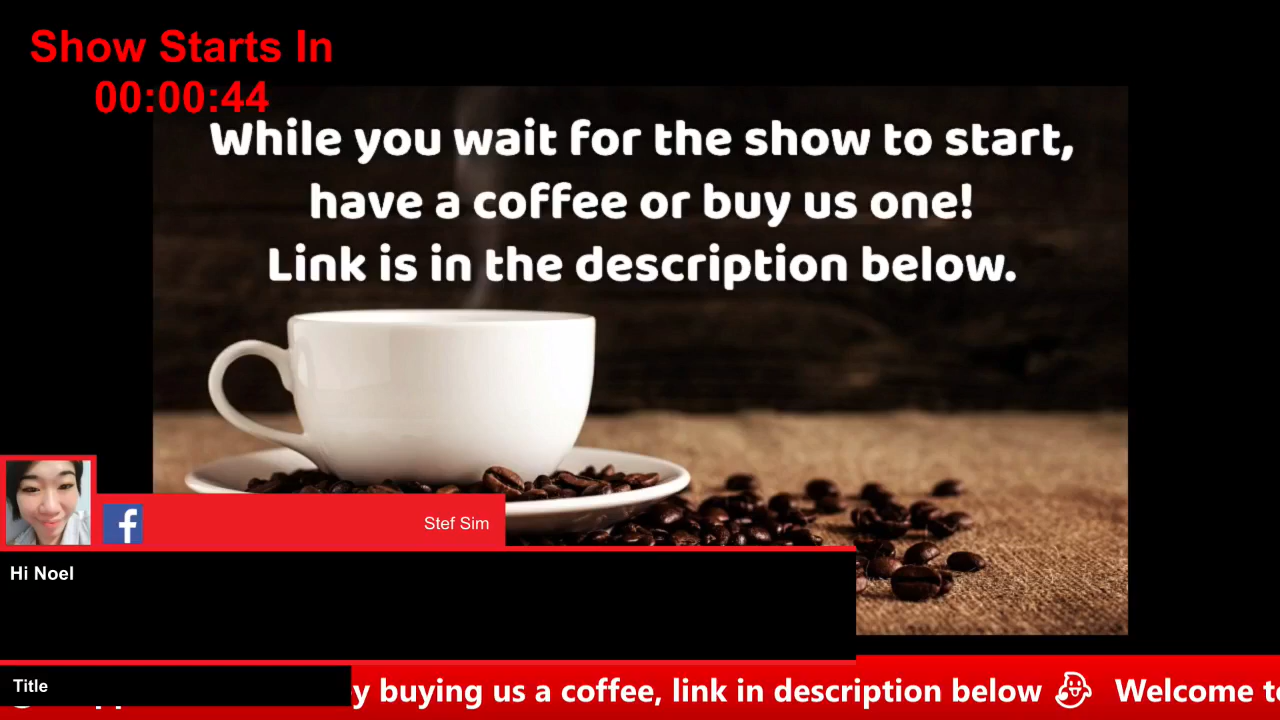 Show Starts In
00:00:44
While you wait for the show to start,
have a coffee or buy us one!
Link is in the description below.
Stef Sim
Hi Noel
Title
buying us a coffee, link in description below Welcome